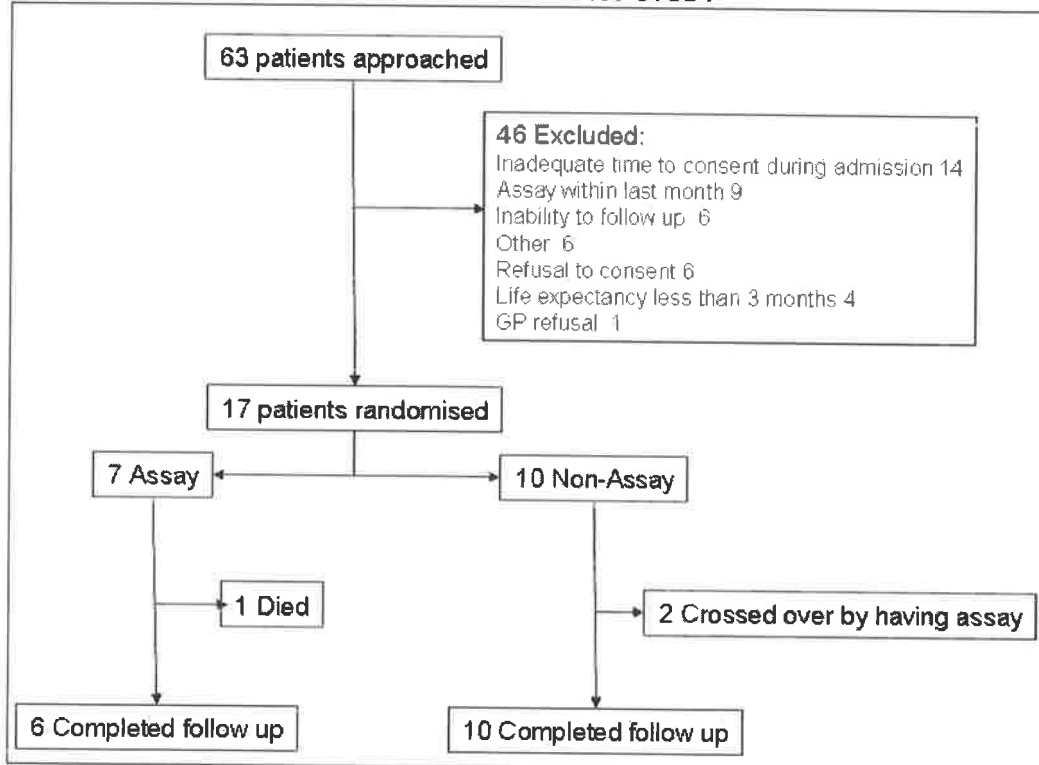 63 patients approached
46 Excluded:
Inadequate time to consent during admission 14
Assay within last month 9
Inability to follow up 6
Other 6
Refusal to consent 6
Life expectancy less than 3 months 4
GP refusal 1
17 patients randomised
7 Assay
10 Non-Assay
1 Died
2 Crossed over by having assay
6 Completed follow up
10 Completed follow up